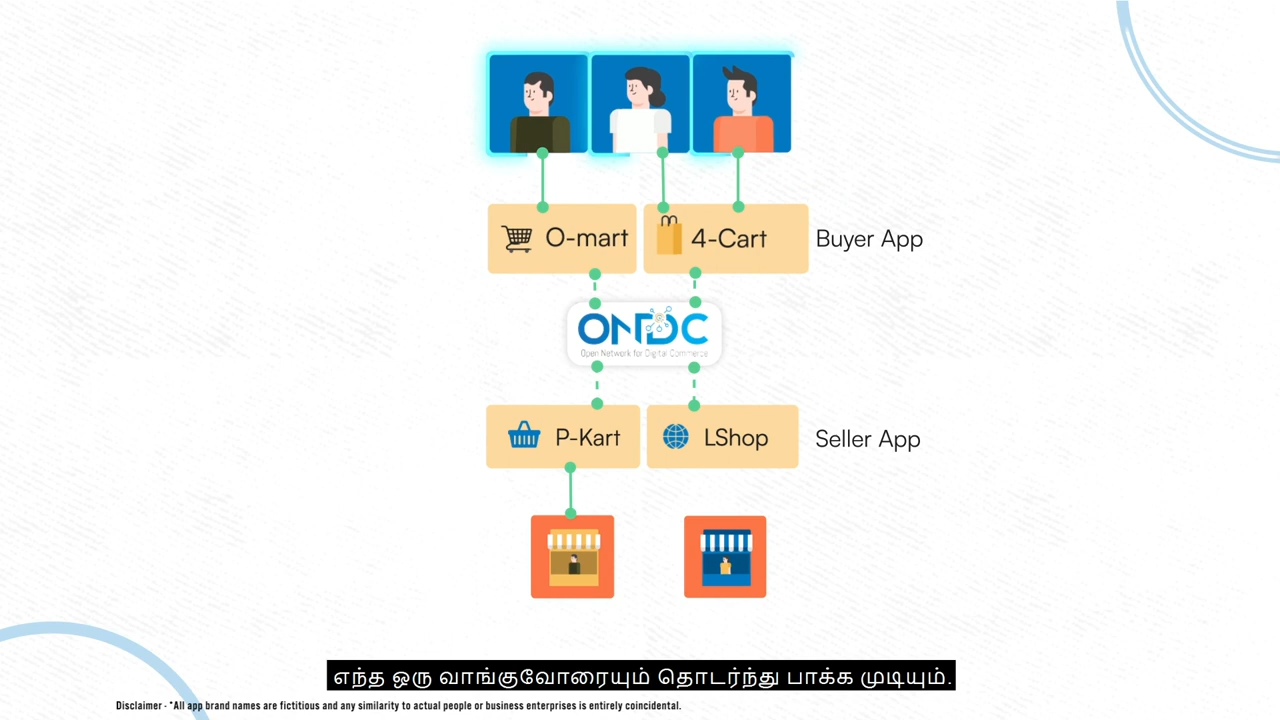 O-mart
4-Cart
Buyer App
ONDC
Open Network for Digital Commerce
P-Kart
LShop
Seller App
எந்த ஒரு வாங்குவோரையும் தொடர்ந்து பாக்க முடியும்.
Disclaimer - *All app brand names are fictitious and any similarity to actual people or business enterprises is entirely coincidental.